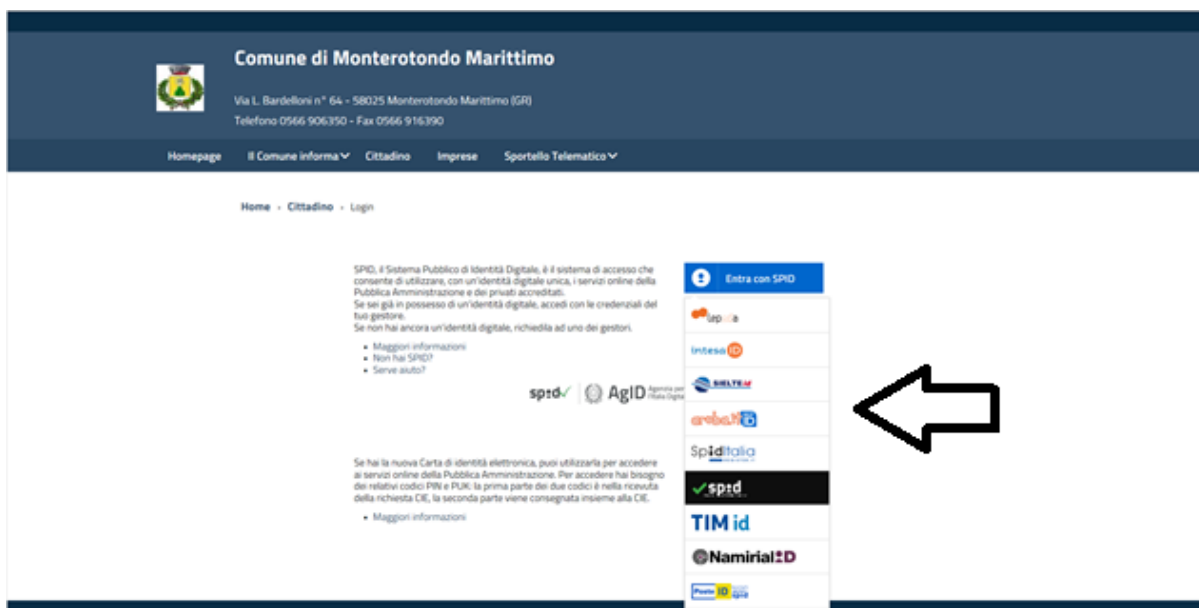 Comune di Monterotondo Marittimo
Via L. Bardelloni n° 64 - 58025 Monterotondo Marittimo (GR)
Telefono 0566 906350 - Fax 0566 916390
Homepage Il Comune informa Cittadino Imprese Sportello Telematico
Home Cittadino Login
SPID, il Sistema Pubblico di Identità Digitale, è il sistema di accesso che
consente di utilizzare, con un'identità digitale unica, i servizi online della
Pubblica Amministrazione e dei privati accreditati.
Se sei già in possesso di un'identità digitale, accedi con le credenziali del
tuo gestore.
Se non hai ancora un'identità digitale, richiedila ad uno dei gestori.
Maggiori informazioni
Non hai SPID?
Serve aiuto?
spid AgID Agenzia per
l'Italia Digitale
Se hai la nuova Carta di identità elettronica, puoi utilizzarla per accedere
ai servizi online della Pubblica Amministrazione. Per accedere hai bisogno
dei relativi codici PIN e PUK: la prima parte dei due codici è nella ricevuta
della richiesta CIE, la seconda parte viene consegnata insieme alla CIE.
Maggiori informazioni
Entra con SPID
intesa ID
SIELTE id
aruba.it ID
SpidItalia
spid
TIM id
Namirial ID
Poste ID spid